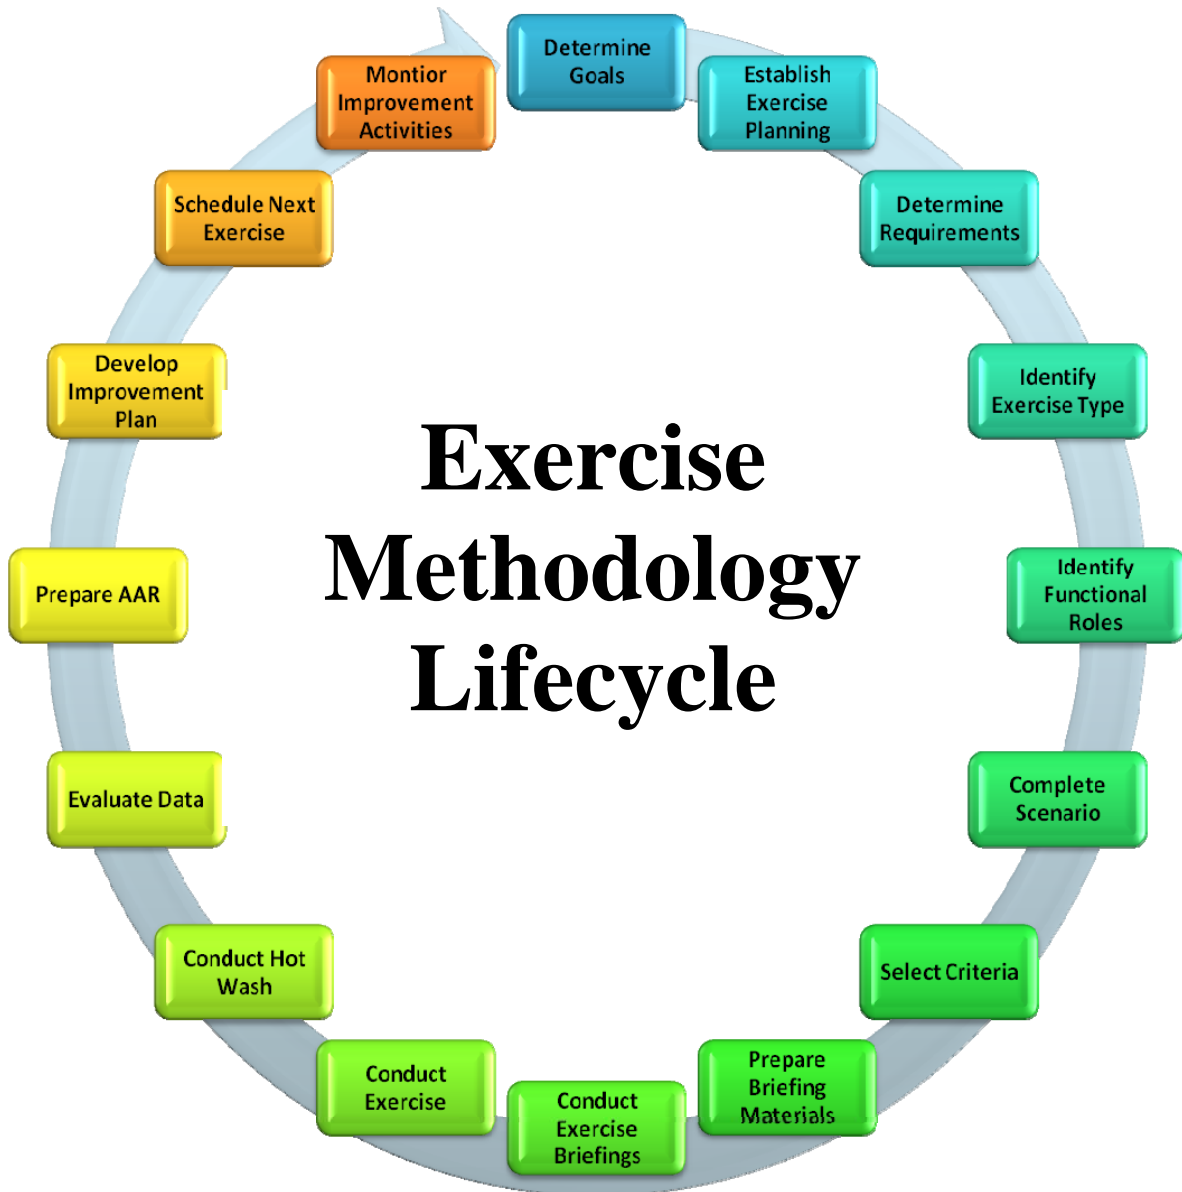 Determine
Goals
Establish
Exercise
Planning
Determine
Requirements
Identify
Exercise Type
Identify
Functional
Roles
Complete
Scenario
Select Criteria
Prepare
Briefing
Materials
Conduct
Exercise
Briefings
Conduct
Exercise
Conduct Hot
Wash
Evaluate Data
Prepare AAR
Develop
Improvement
Plan
Schedule Next
Exercise
Montior
Improvement
Activities
Exercise
Methodology
Lifecycle